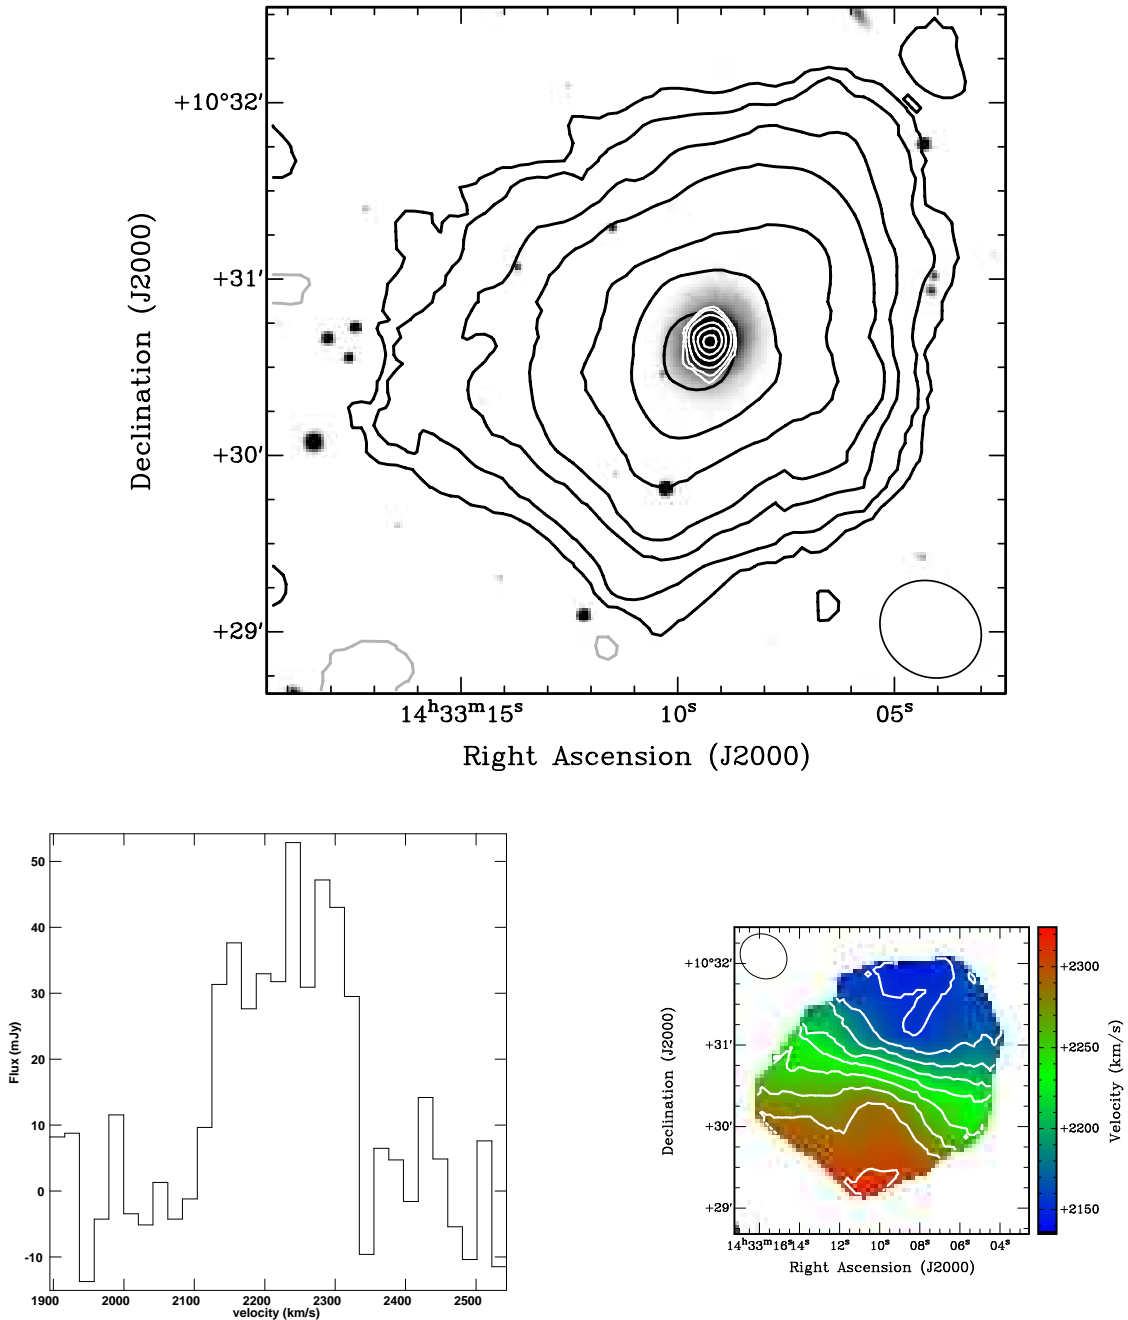 +10°32′
+31′
+30′
+29′
Declination (J2000)
14ʰ33ᵐ15ˢ 10ˢ 05ˢ
Right Ascension (J2000)
50
40
30
20
10
0
-10
Flux (mJy)
1900 2000 2100 2200 2300 2400 2500
velocity (km/s)
+10°32′
+31′
+30′
+29′
Declination (J2000)
14ʰ33ᵐ16ˢ14ˢ 12ˢ 10ˢ 08ˢ 06ˢ 04ˢ
Right Ascension (J2000)
+2300
+2250
+2200
+2150
Velocity (km/s)